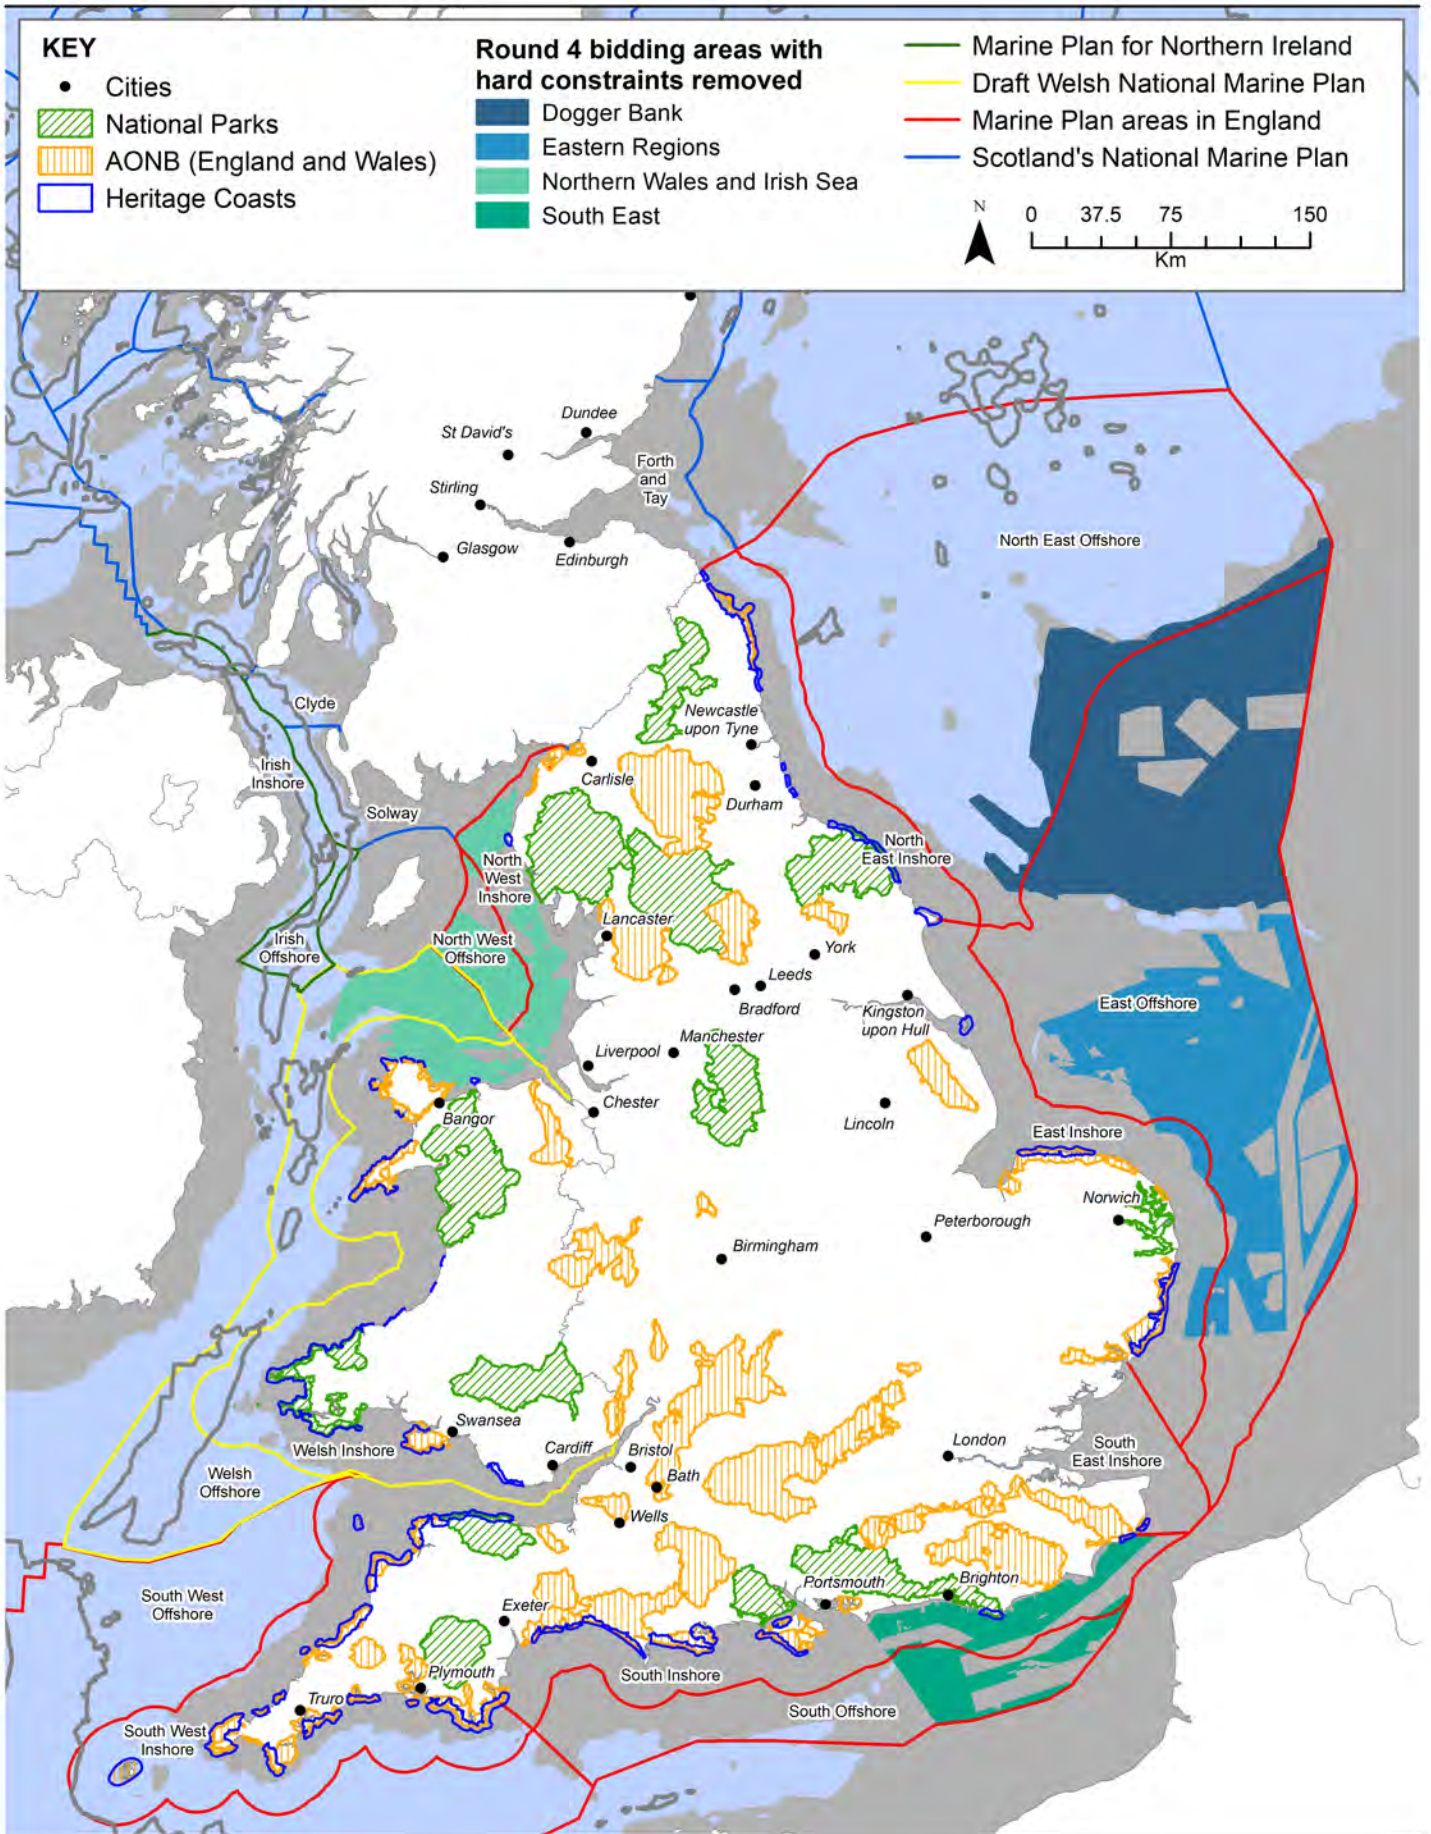 KEY
Cities
National Parks
AONB (England and Wales)
Heritage Coasts
Round 4 bidding areas with
hard constraints removed
Dogger Bank
Eastern Regions
Northern Wales and Irish Sea
South East
Marine Plan for Northern Ireland
Draft Welsh National Marine Plan
Marine Plan areas in England
Scotland's National Marine Plan
N
0 37.5 75 150
Km
Dundee
St David's
Forth
and
Tay
Stirling
Glasgow
Edinburgh
North East Offshore
Clyde
Newcastle
upon Tyne
Irish
Inshore
Carlisle
Durham
Solway
North
East Inshore
North
West
Inshore
Lancaster
Irish
Offshore
North West
Offshore
York
Leeds
Bradford
Kingston
upon Hull
East Offshore
Manchester
Liverpool
Chester
Bangor
Lincoln
East Inshore
Norwich
Peterborough
Birmingham
Swansea
Welsh Inshore
Cardiff
Bristol
London
South
East Inshore
Welsh
Offshore
Bath
Wells
South West
Offshore
Portsmouth
Brighton
Exeter
South Inshore
Plymouth
Truro
South Offshore
South West
Inshore